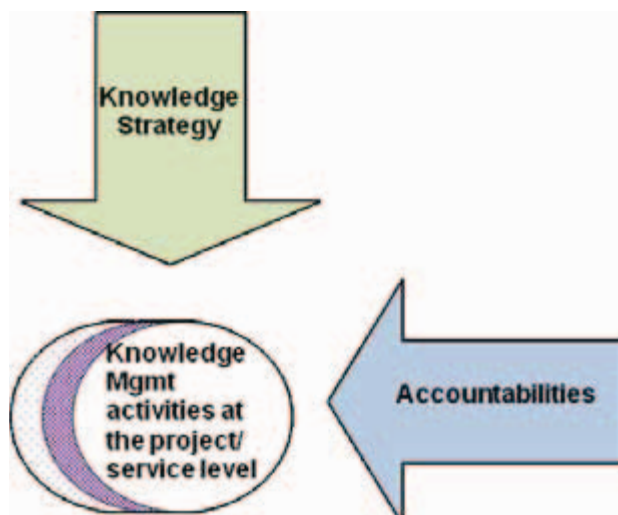 Knowledge
Strategy
Knowledge
Mgmt
activities at
the project/
service level
Accountabilities